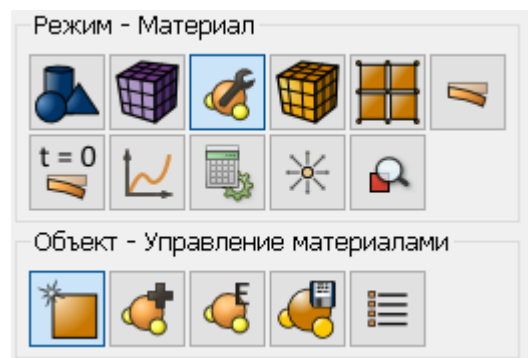 Режим - Материал
t = 0
Объект - Управление материалами
E